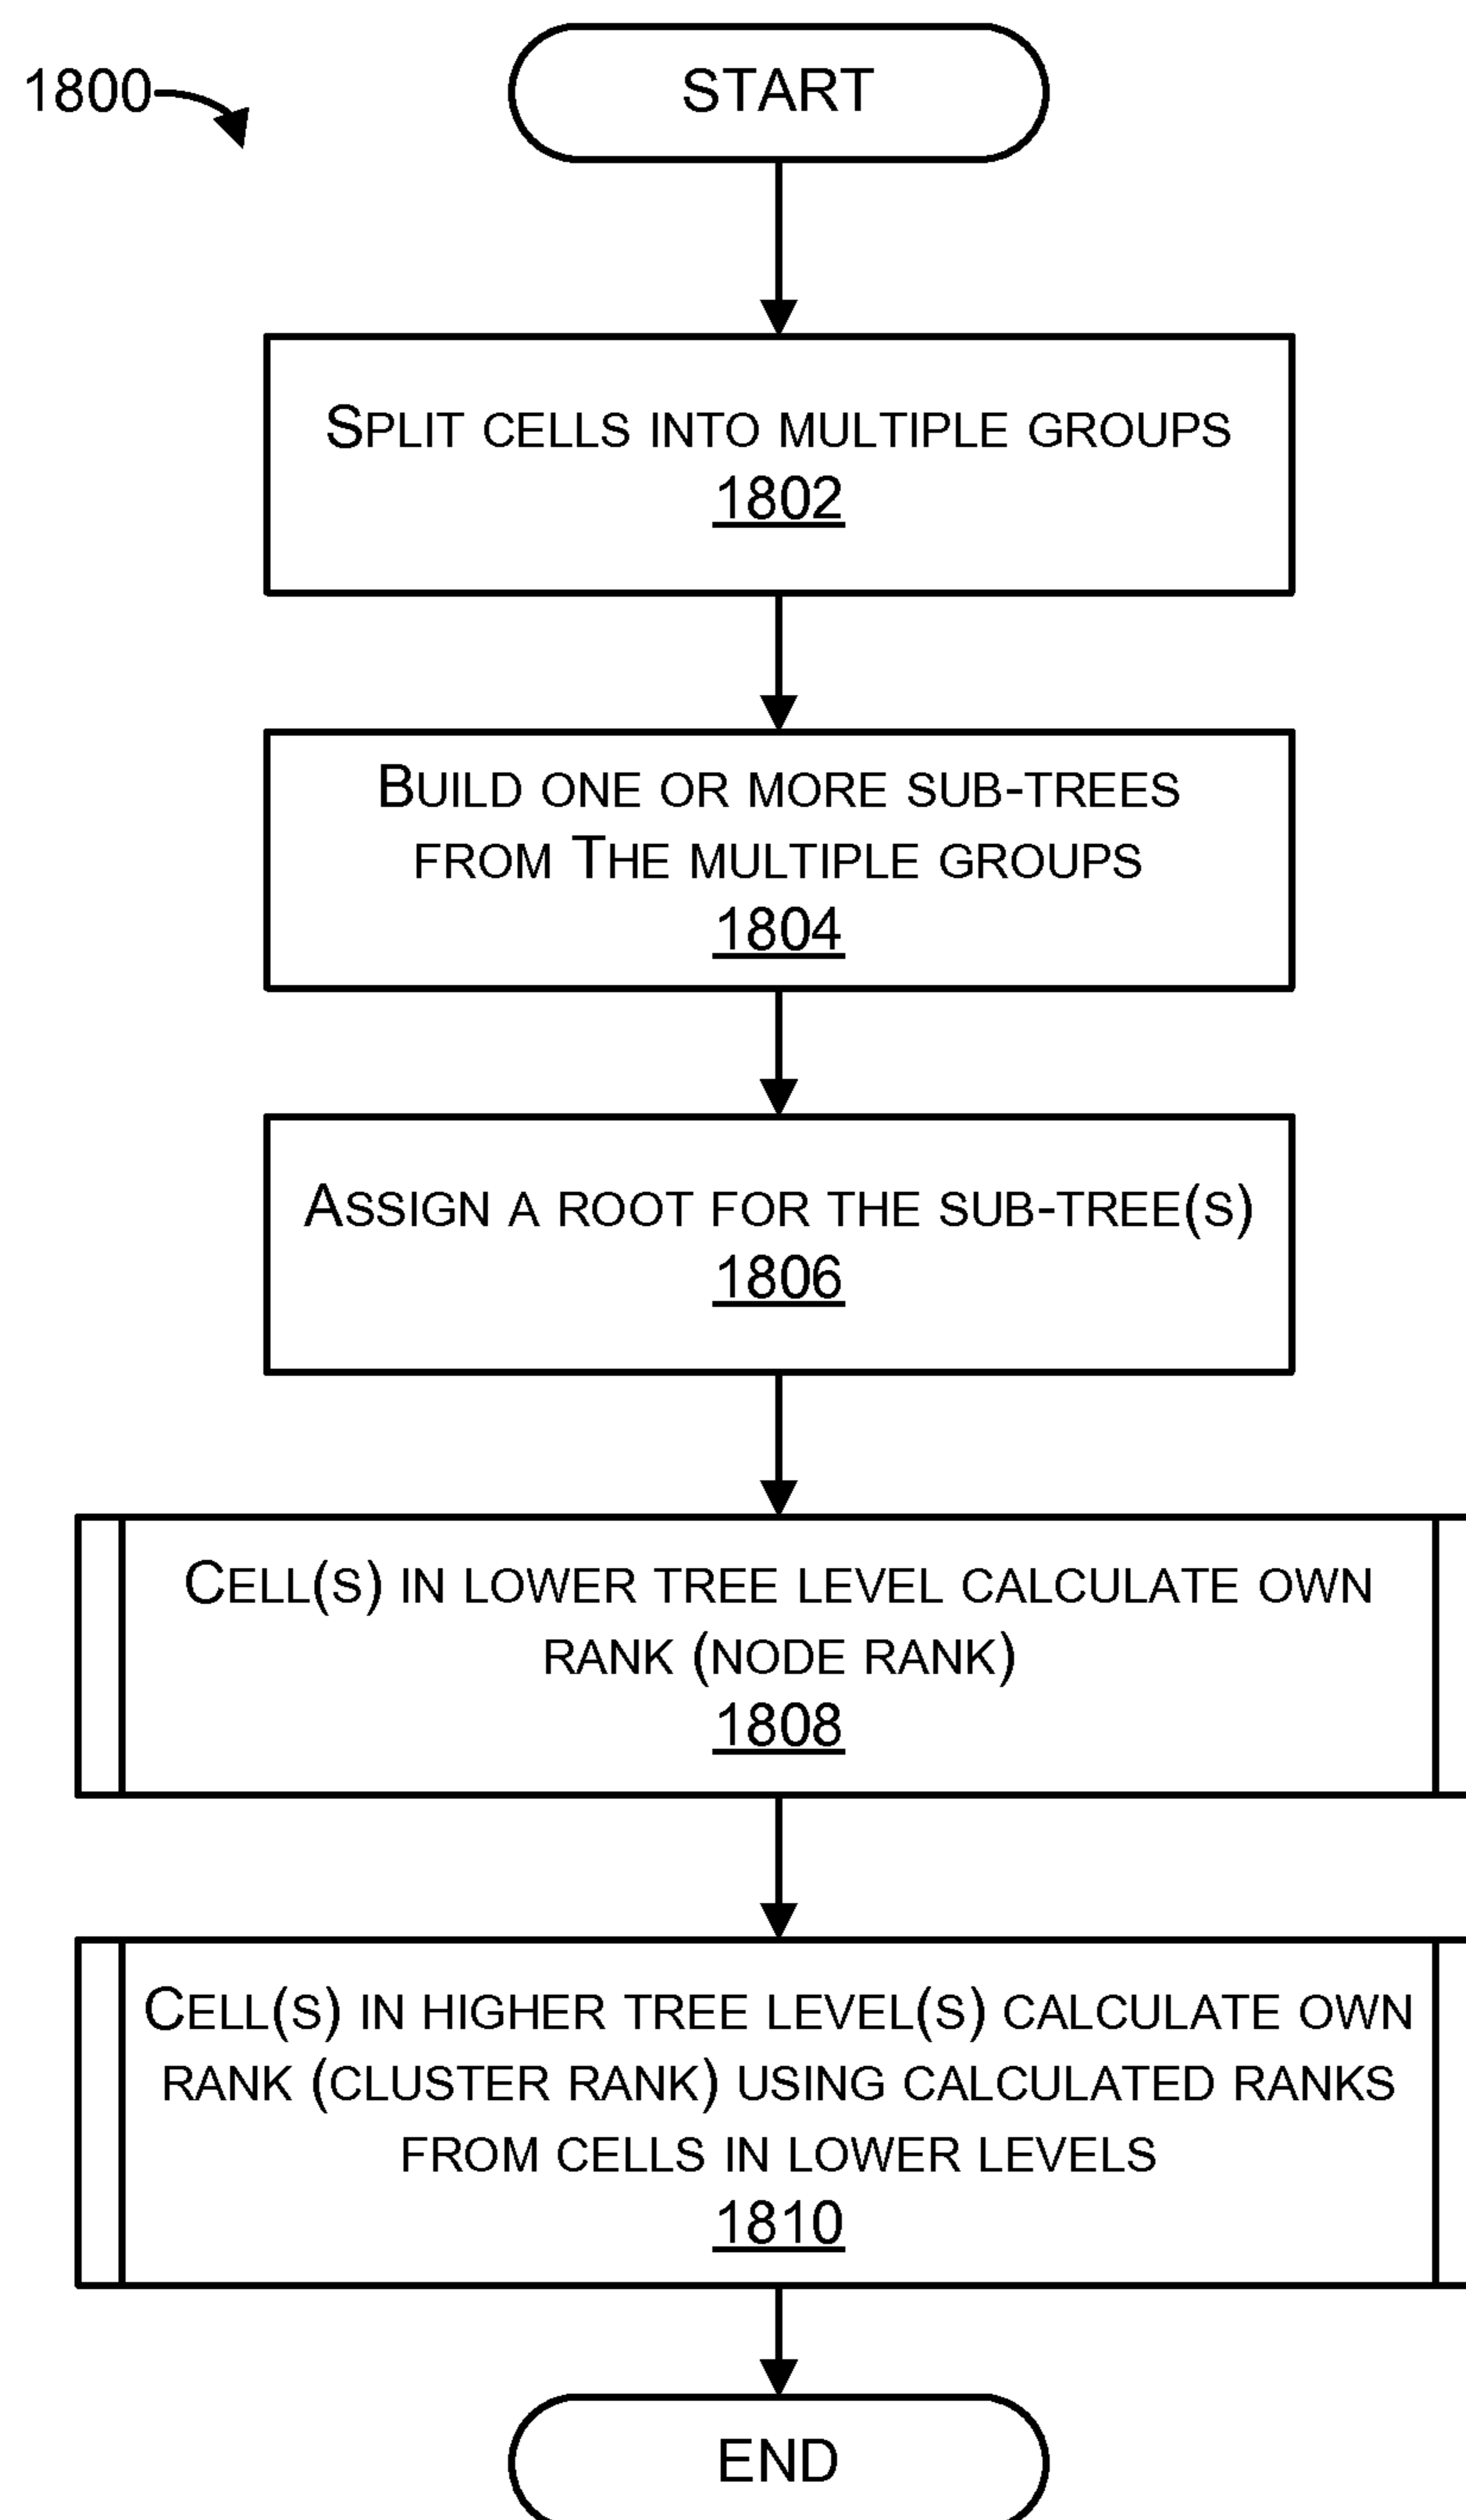 1800
START
SPLIT CELLS INTO MULTIPLE GROUPS
1802
BUILD ONE OR MORE SUB-TREES
FROM THE MULTIPLE GROUPS
1804
ASSIGN A ROOT FOR THE SUB-TREE(S)
1806
CELL(S) IN LOWER TREE LEVEL CALCULATE OWN
RANK (NODE RANK)
1808
CELL(S) IN HIGHER TREE LEVEL(S) CALCULATE OWN
RANK (CLUSTER RANK) USING CALCULATED RANKS
FROM CELLS IN LOWER LEVELS
1810
END